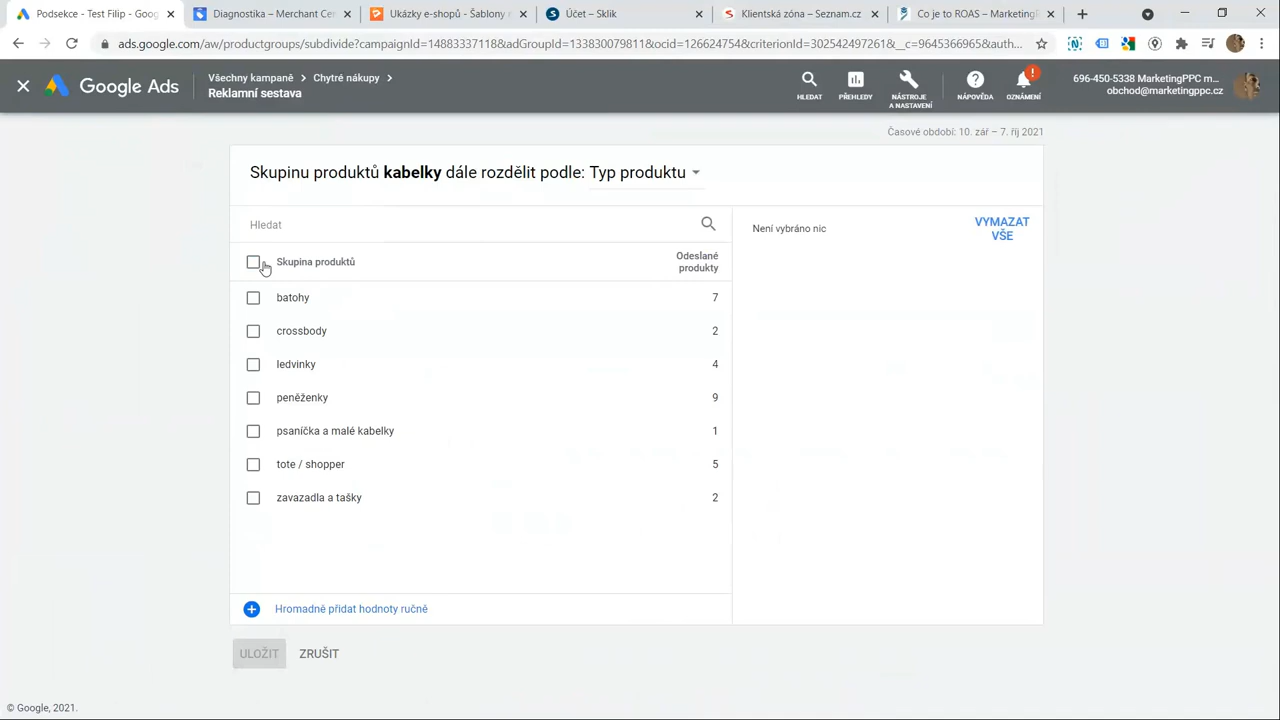 Podsekce - Test Filip - Goog
Diagnostika – Merchant Cen
Ukázky e-shopů - Šablony n
Účet – Sklik
Klientská zóna – Seznam.cz
Co je to ROAS – MarketingP
ads.google.com/aw/productgroups/subdivide?campaignId=14883337118&adGroupId=133830079811&ocid=126624754&criterionId=302542497261&__c=9645366965&auth...
Google Ads
Všechny kampaně > Chytré nákupy >
Reklamní sestava
HLEDAT
PŘEHLEDY
NÁSTROJE
A NASTAVENÍ
NÁPOVĚDA
OZNÁMENÍ
696-450-5338 MarketingPPC m...
obchod@marketingppc.cz
Časové období: 10. zář – 7. říj 2021
Skupinu produktů kabelky dále rozdělit podle: Typ produktu
Hledat
Není vybráno nic
VYMAZAT
VŠE
Skupina produktů
Odeslané
produkty
batohy 7
crossbody 2
ledvinky 4
peněženky 9
psaníčka a malé kabelky 1
tote / shopper 5
zavazadla a tašky 2
Hromadně přidat hodnoty ručně
ULOŽIT
ZRUŠIT
© Google, 2021.